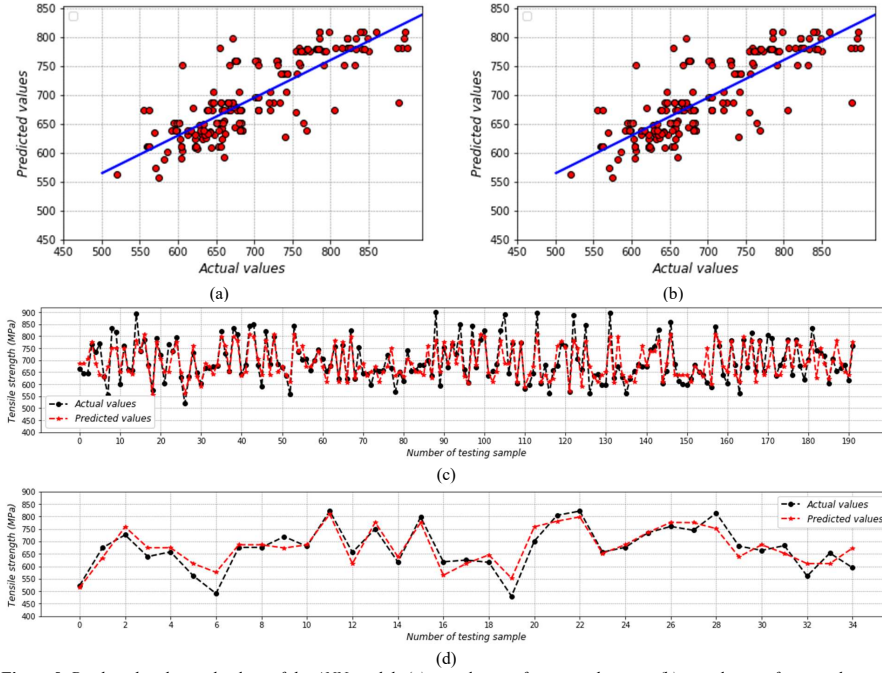 850
800
750
700
650
600
550
500
450
Predicted values
450 500 550 600 650 700 750 800 850
Actual values
(a)
850
800
750
700
650
600
550
500
450
Predicted values
450 500 550 600 650 700 750 800 850
Actual values
(b)
900
850
800
750
700
650
600
550
500
450
400
Tensile strength (MPa)
Actual values
Predicted values
0 10 20 30 40 50 60 70 80 90 100 110 120 130 140 150 160 170 180 190
Number of testing sample
(c)
900
850
800
750
700
650
600
550
500
450
400
Tensile strength (MPa)
Actual values
Predicted values
0 2 4 6 8 10 12 14 16 18 20 22 24 26 28 30 32 34
Number of testing sample
(d)